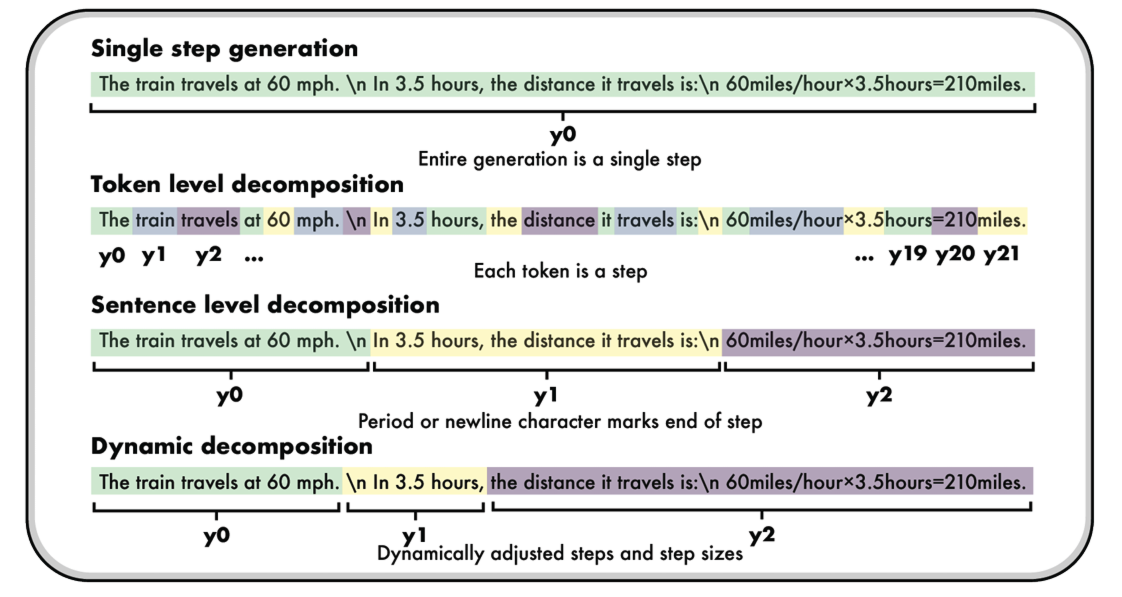 Single step generation
The train travels at 60 mph. \n In 3.5 hours, the distance it travels is:\n 60miles/hour×3.5hours=210miles.
y0
Entire generation is a single step
Token level decomposition
The train travels at 60 mph. \n In 3.5 hours, the distance it travels is:\n 60miles/hour×3.5hours=210miles.
y0 y1 y2 ... ... y19 y20 y21
Each token is a step
Sentence level decomposition
The train travels at 60 mph. \n In 3.5 hours, the distance it travels is:\n 60miles/hour×3.5hours=210miles.
y0 y1 y2
Period or newline character marks end of step
Dynamic decomposition
The train travels at 60 mph. \n In 3.5 hours, the distance it travels is:\n 60miles/hour×3.5hours=210miles.
y0 y1 y2
Dynamically adjusted steps and step sizes